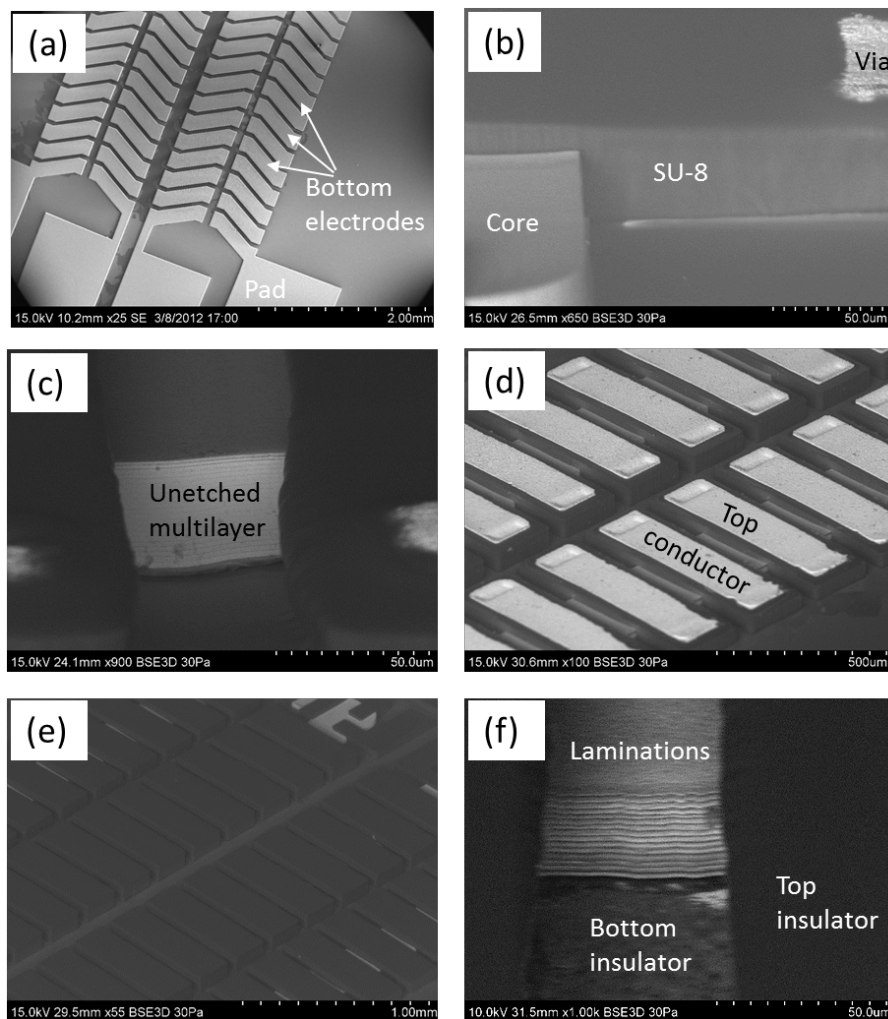 (a)
Bottom
electrodes
Pad
15.0kV 10.2mm x25 SE 3/8/2012 17:00
2.00mm
(b)
Via
SU-8
Core
15.0kV 26.5mm x650 BSE3D 30Pa
50.0um
(c)
Unetched
multilayer
15.0kV 24.1mm x900 BSE3D 30Pa
50.0um
(d)
Top
conductor
15.0kV 30.6mm x100 BSE3D 30Pa
500um
(e)
15.0kV 29.5mm x55 BSE3D 30Pa
1.00mm
(f)
Laminations
Top
insulator
Bottom
insulator
10.0kV 31.5mm x1.00k BSE3D 30Pa
50.0um